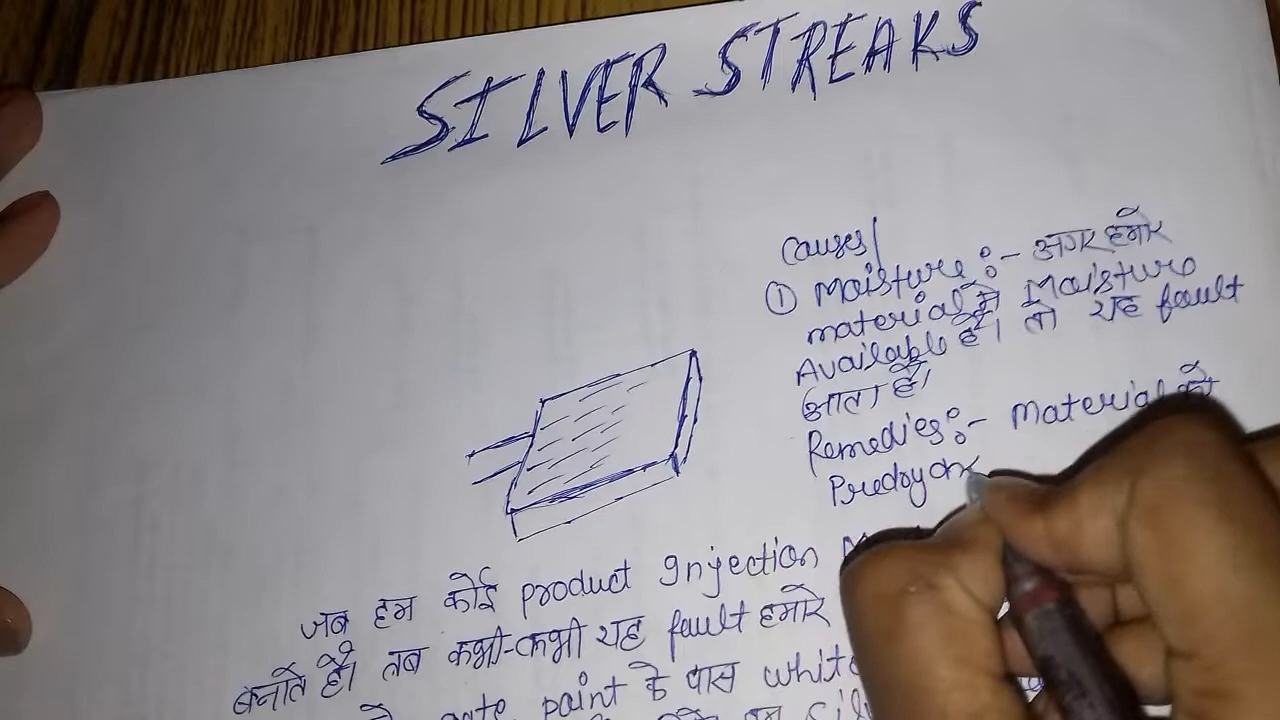 SILVER STREAKS
Causes/
① Moisture :- अगर हमारे
material में Moisture
Available है। तो यह fault
आता है।
Remedies :- Material को
Predry
जब हम कोई product Injection
बनाते है। तब कभी-कभी यह fault हमारे
gate point के पास white